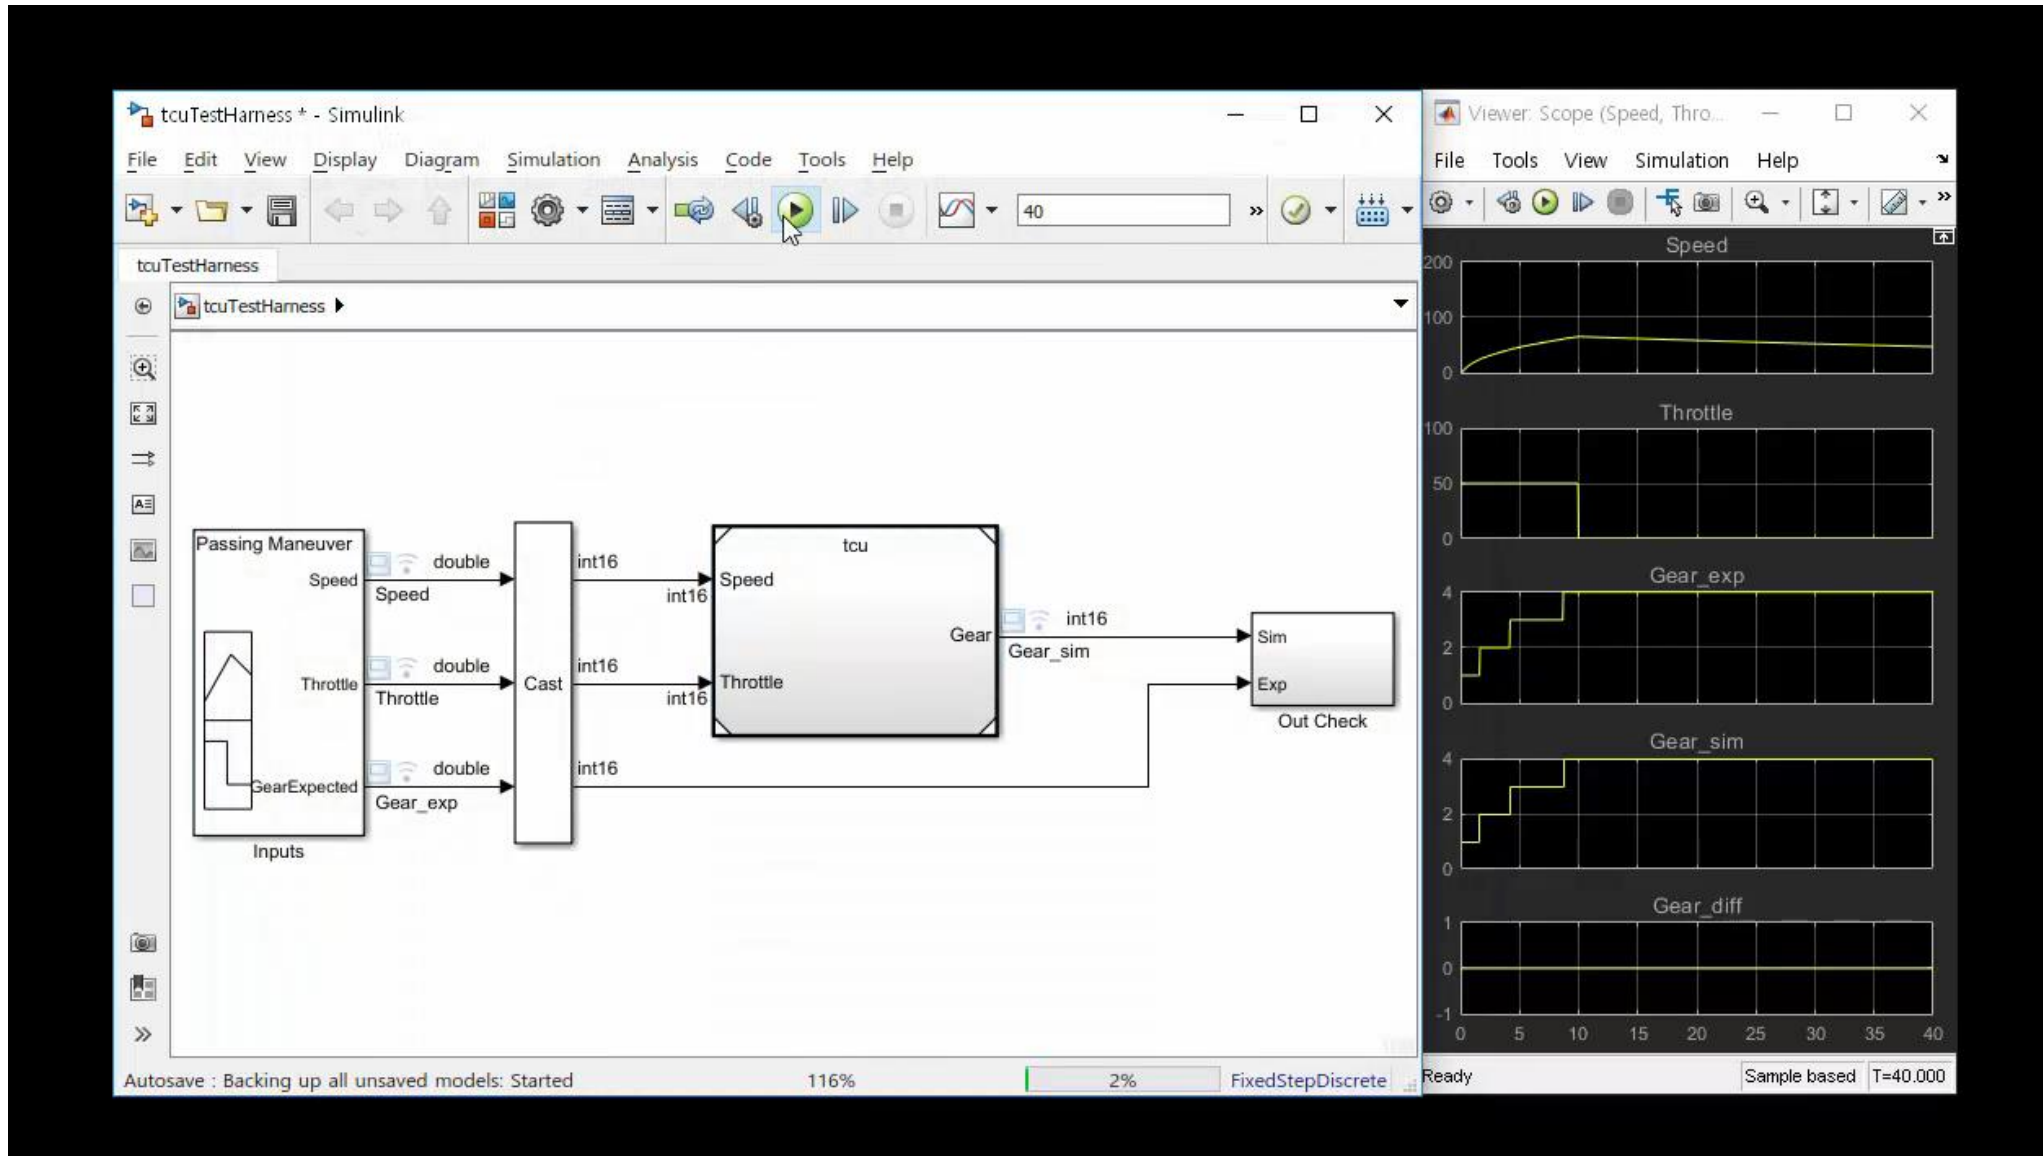 tcuTestHarness * - Simulink
File Edit View Display Diagram Simulation Analysis Code Tools Help
40
tcuTestHarness
tcuTestHarness
Passing Maneuver
Speed
Throttle
GearExpected
Inputs
double
Speed
double
Throttle
double
Gear_exp
Cast
int16
int16
int16
int16
int16
tcu
Speed
Throttle
Gear
int16
Gear_sim
Sim
Exp
Out Check
Autosave : Backing up all unsaved models: Started 116% 2% FixedStepDiscrete
Viewer: Scope (Speed, Thro...
File Tools View Simulation Help
Speed
200
100
0
Throttle
100
50
0
Gear_exp
4
2
0
Gear_sim
4
2
0
Gear_diff
1
0
-1
0 5 10 15 20 25 30 35 40
Ready Sample based T=40.000